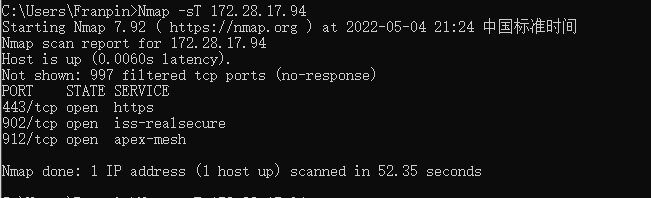 C:\Users\Franpin>Nmap -sT 172.28.17.94
Starting Nmap 7.92 ( https://nmap.org ) at 2022-05-04 21:24 中国标准时间
Nmap scan report for 172.28.17.94
Host is up (0.0060s latency).
Not shown: 997 filtered tcp ports (no-response)
PORT    STATE SERVICE
443/tcp open  https
902/tcp open  iss-realsecure
912/tcp open  apex-mesh
Nmap done: 1 IP address (1 host up) scanned in 52.35 seconds